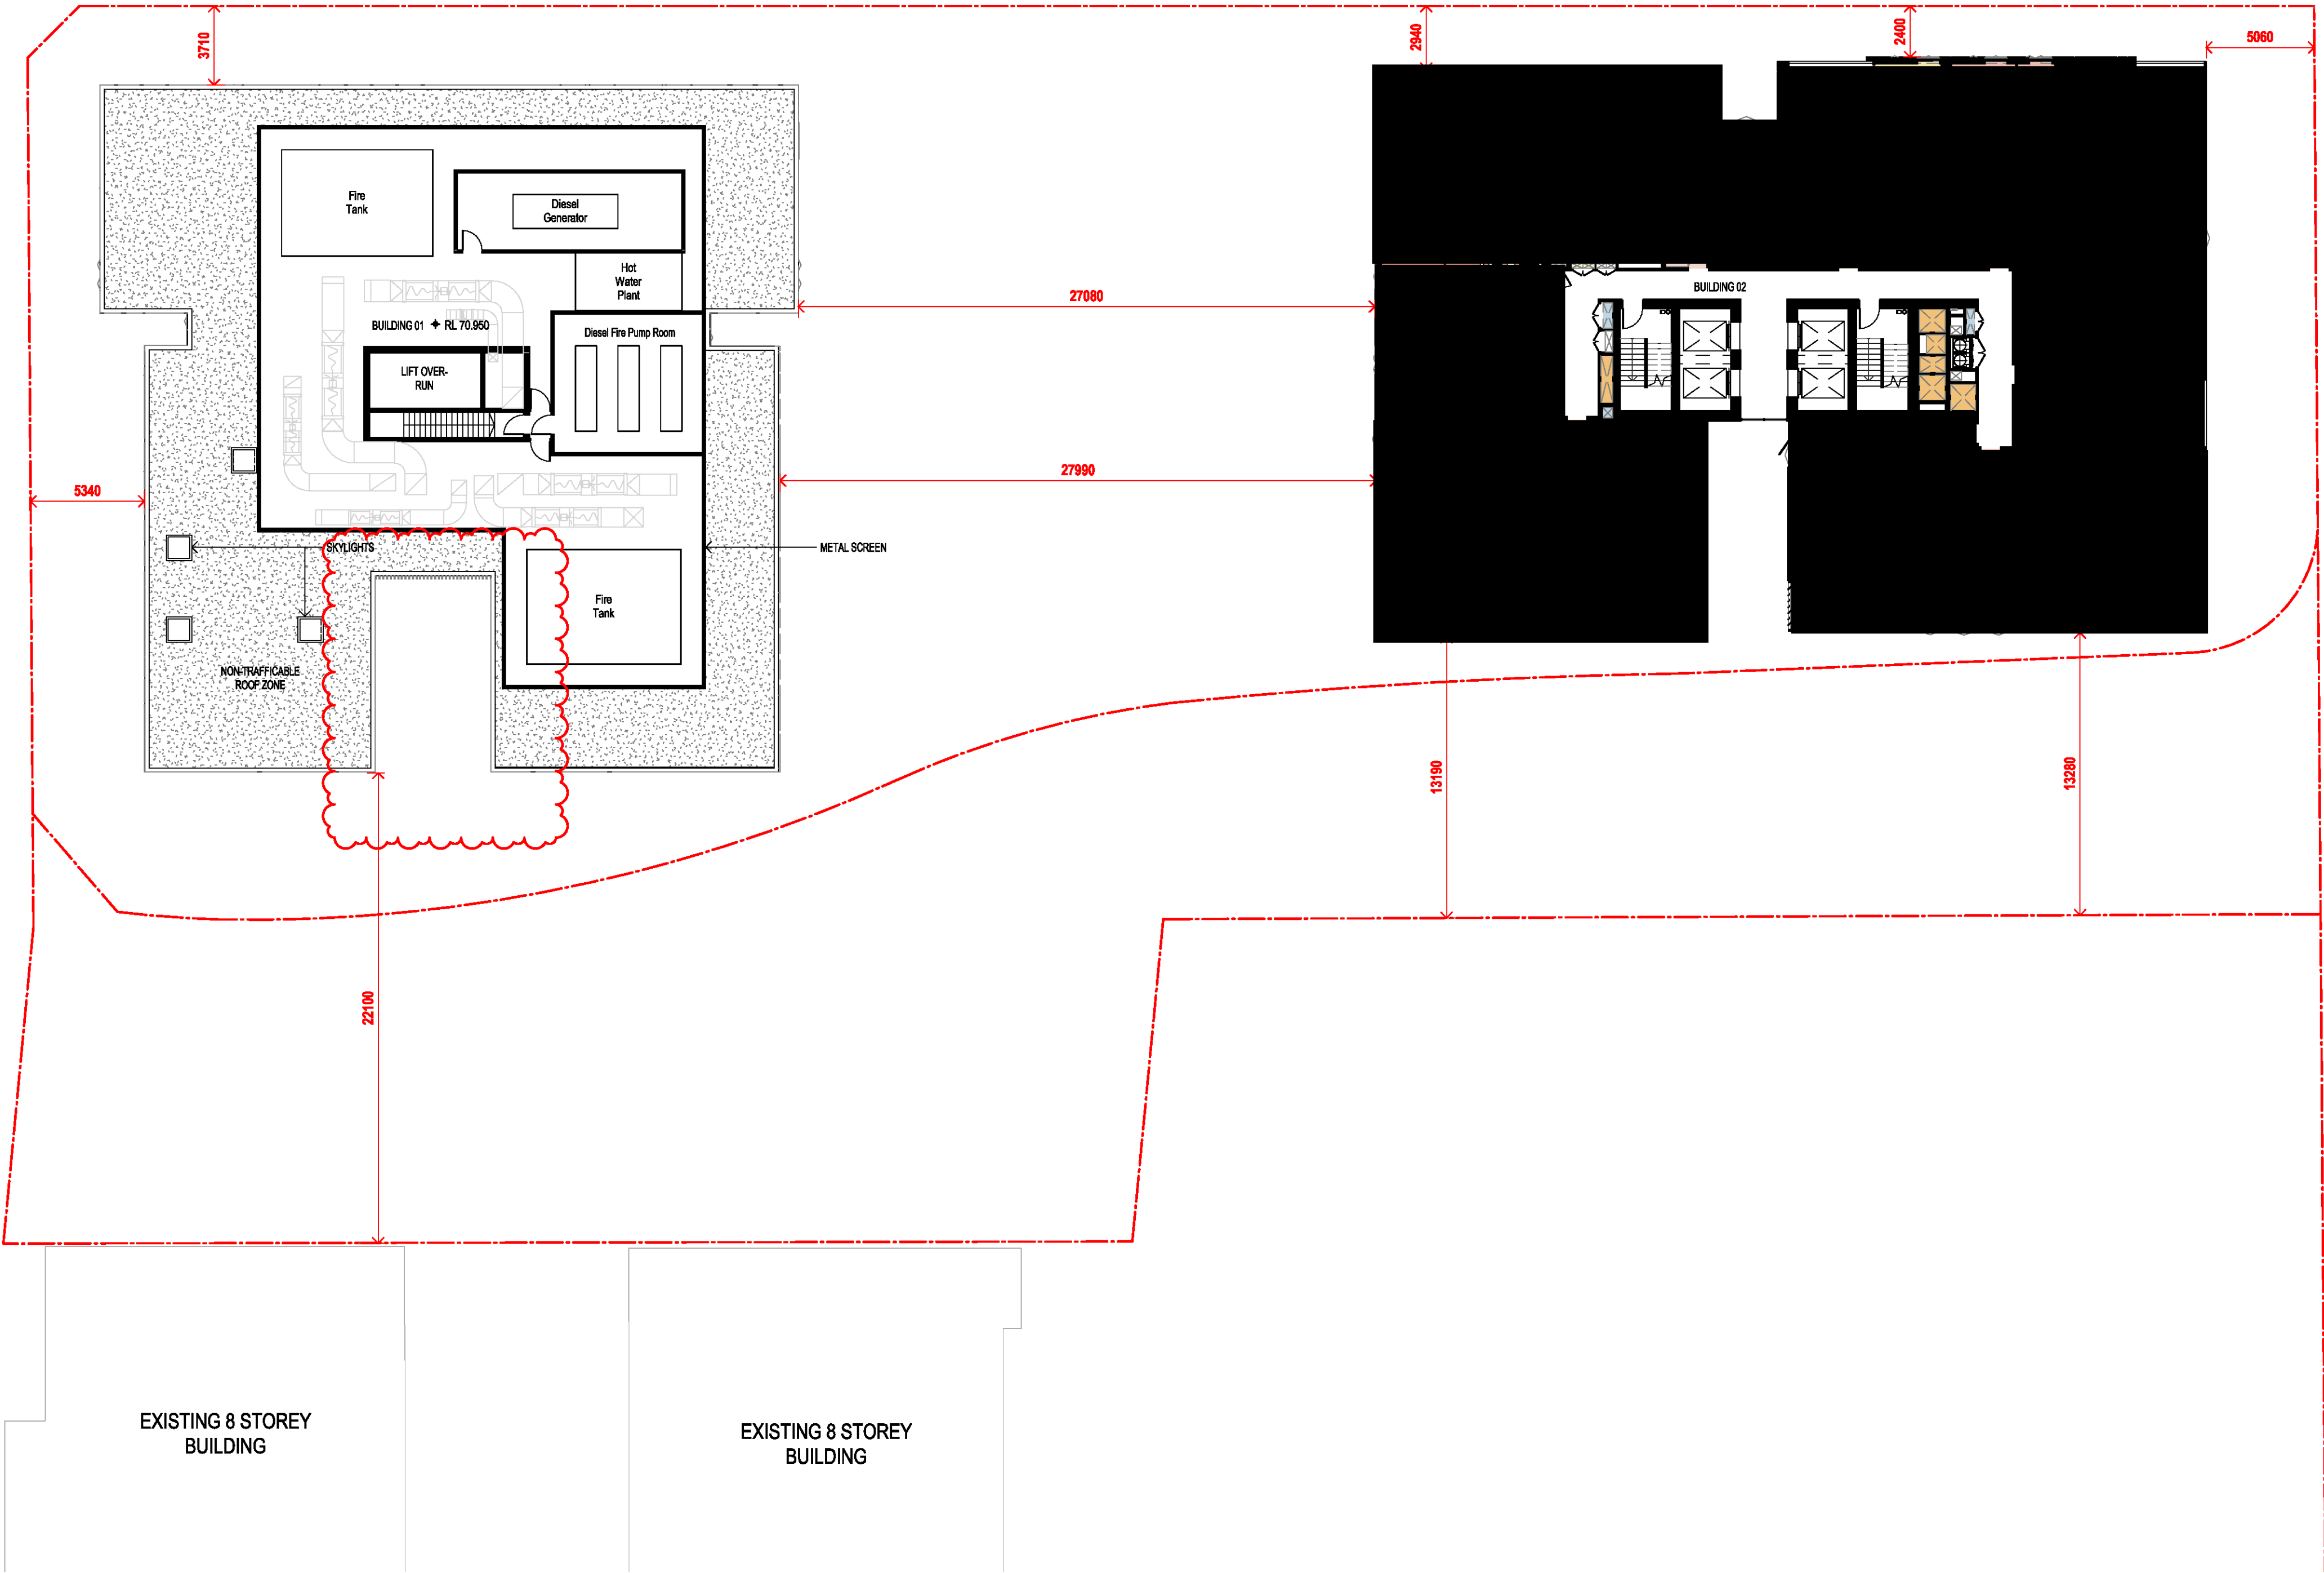 3710
2940
2400
5060
Fire
Tank
Diesel
Generator
Hot
Water
Plant
BUILDING 02
27080
BUILDING 01 RL 70.950
Diesel Fire Pump Room
LIFT OVER-
RUN
27990
5340
SKYLIGHTS
METAL SCREEN
Fire
Tank
NON-TRAFFICABLE
ROOF ZONE
13190
13280
22100
EXISTING 8 STOREY
BUILDING
EXISTING 8 STOREY
BUILDING